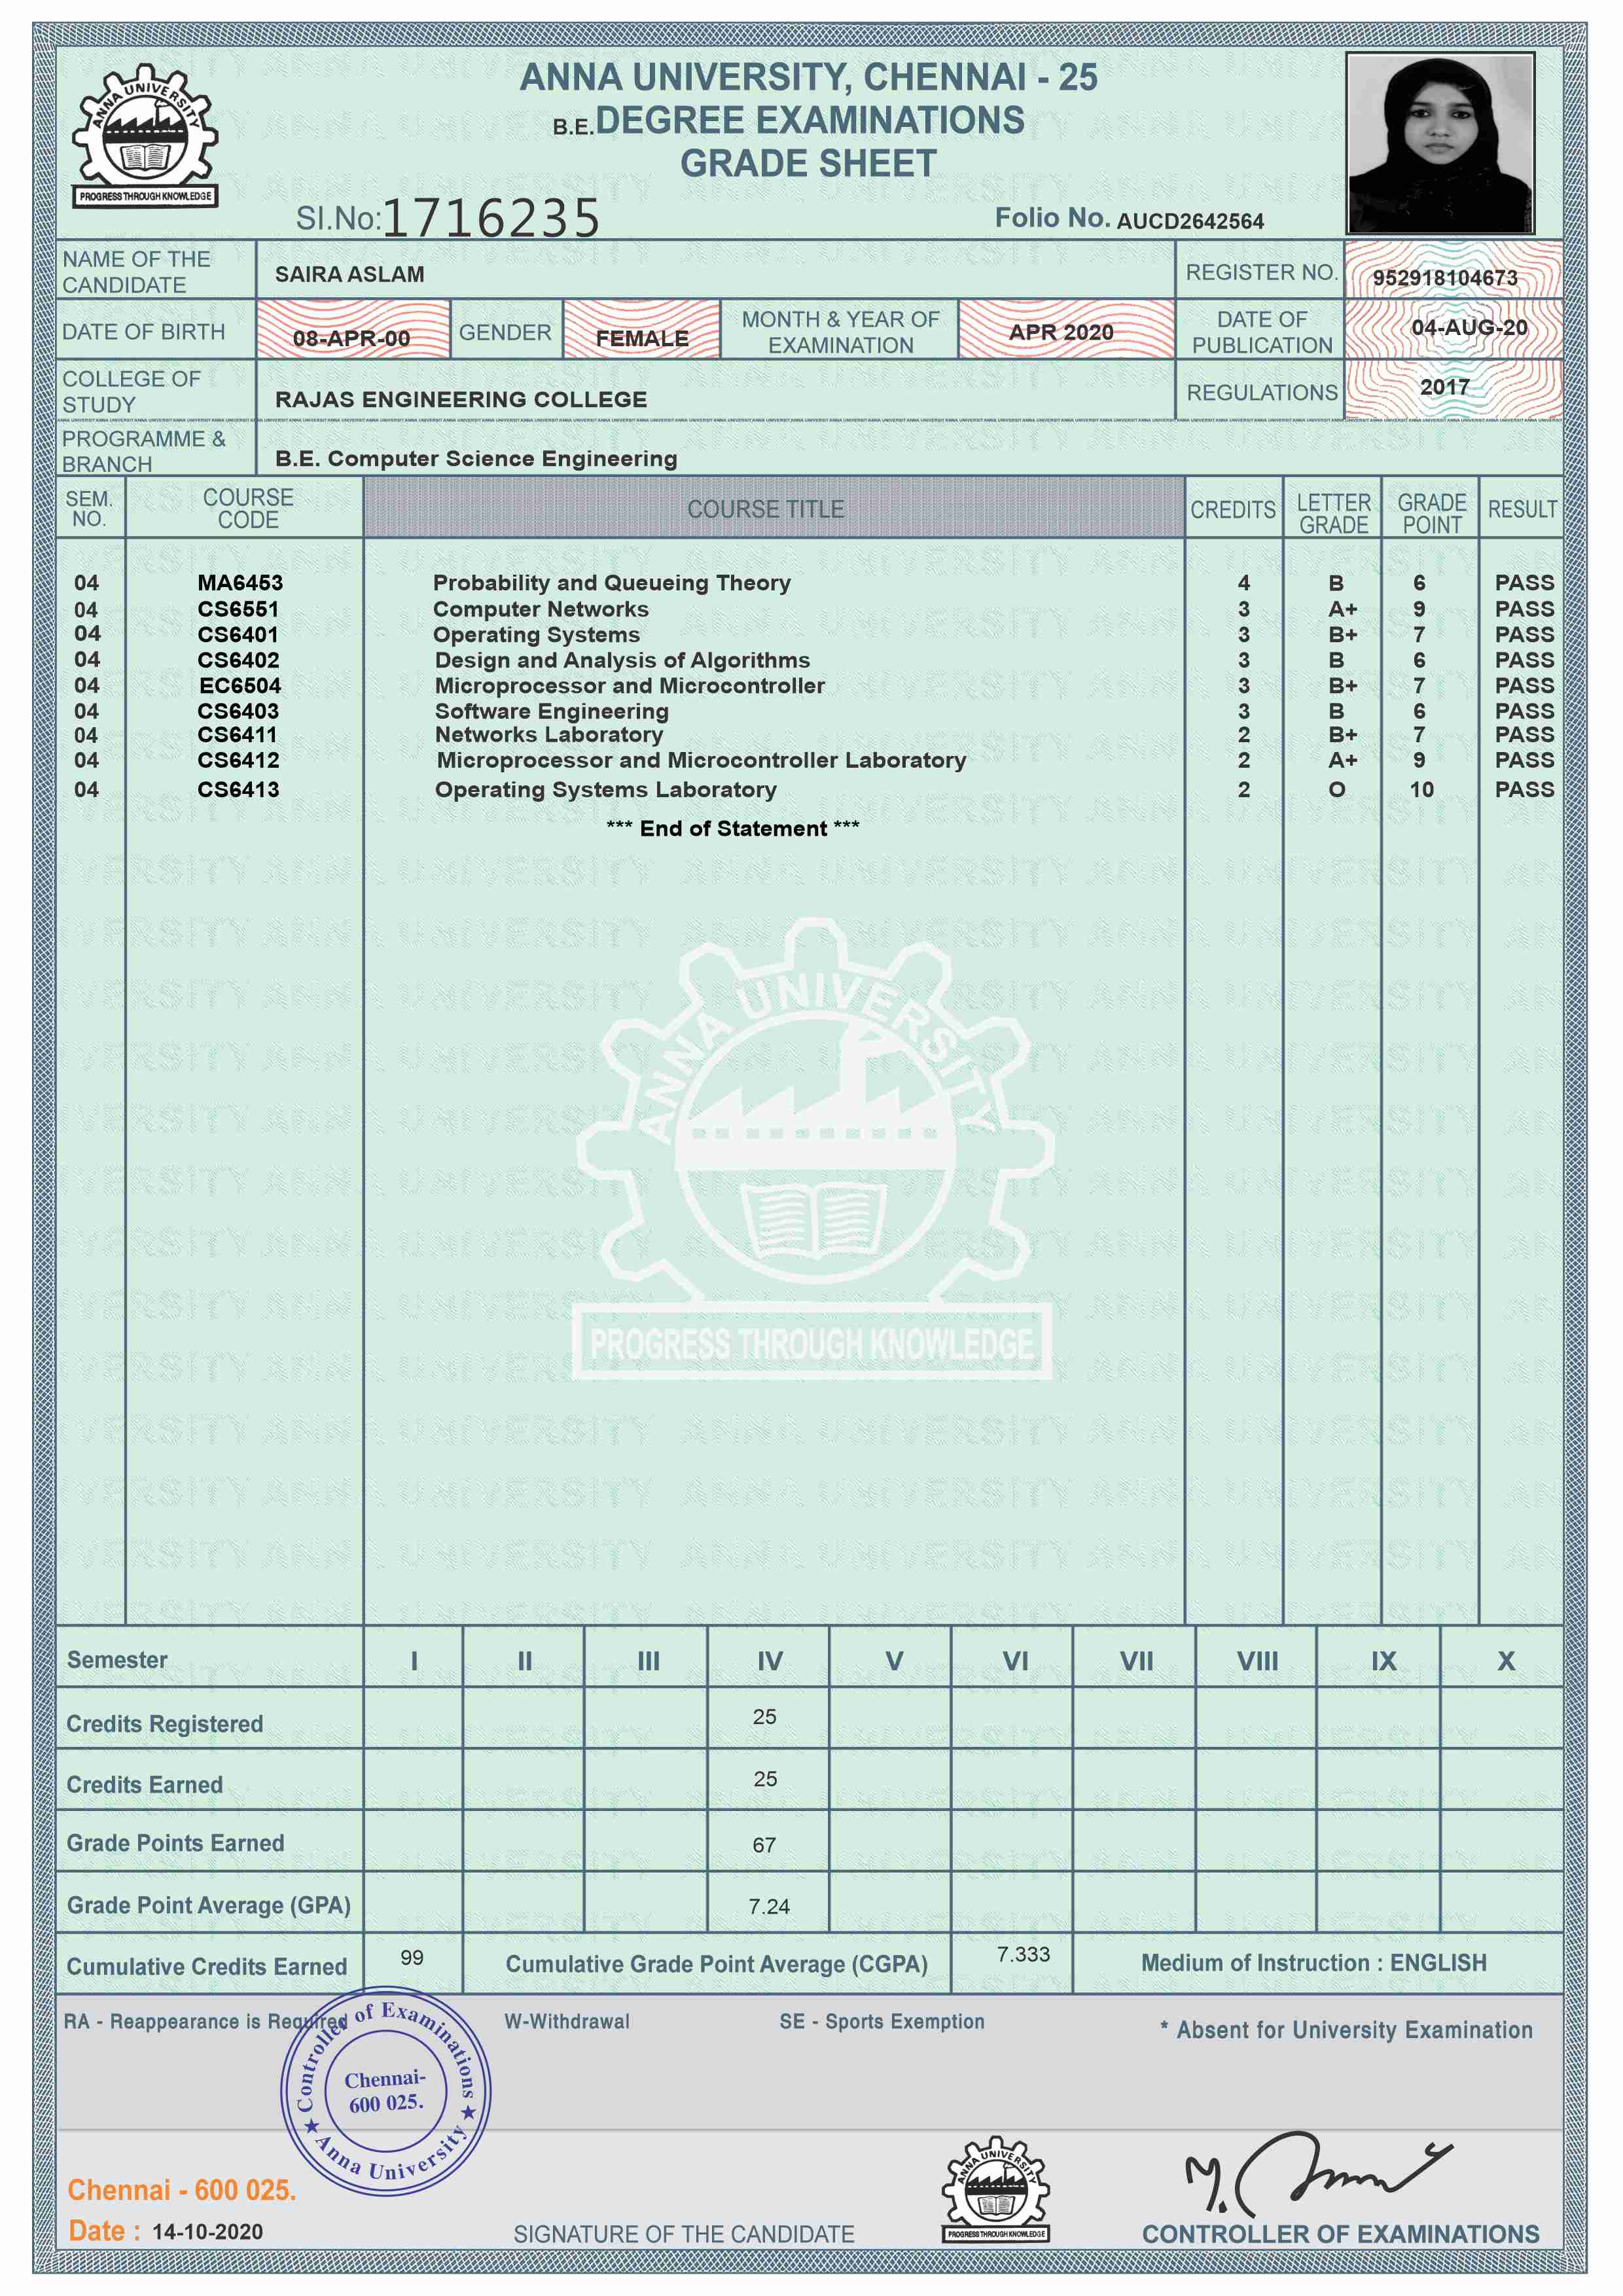 ANNA UNIVERSITY, CHENNAI - 25
B.E. DEGREE EXAMINATIONS
GRADE SHEET
ANNA UNIVERSITY
PROGRESS THROUGH KNOWLEDGE
SI.No: 1716235
Folio No. AUCD2642564
NAME OF THE CANDIDATE SAIRA ASLAM REGISTER NO. 952918104673
DATE OF BIRTH 08-APR-00 GENDER FEMALE MONTH & YEAR OF EXAMINATION APR 2020 DATE OF PUBLICATION 04-AUG-20
COLLEGE OF STUDY RAJAS ENGINEERING COLLEGE REGULATIONS 2017
PROGRAMME & BRANCH B.E. Computer Science Engineering
SEM. NO. COURSE CODE COURSE TITLE CREDITS LETTER GRADE GRADE POINT RESULT
04 MA6453 Probability and Queueing Theory 4 B 6 PASS
04 CS6551 Computer Networks 3 A+ 9 PASS
04 CS6401 Operating Systems 3 B+ 7 PASS
04 CS6402 Design and Analysis of Algorithms 3 B 6 PASS
04 EC6504 Microprocessor and Microcontroller 3 B+ 7 PASS
04 CS6403 Software Engineering 3 B 6 PASS
04 CS6411 Networks Laboratory 2 B+ 7 PASS
04 CS6412 Microprocessor and Microcontroller Laboratory 2 A+ 9 PASS
04 CS6413 Operating Systems Laboratory 2 O 10 PASS
*** End of Statement ***
ANNA UNIVERSITY
PROGRESS THROUGH KNOWLEDGE
Semester I II III IV V VI VII VIII IX X
Credits Registered 25
Credits Earned 25
Grade Points Earned 67
Grade Point Average (GPA) 7.24
Cumulative Credits Earned 99 Cumulative Grade Point Average (CGPA) 7.333 Medium of Instruction : ENGLISH
RA - Reappearance is Required W-Withdrawal SE - Sports Exemption * Absent for University Examination
Controller of Examinations
Chennai-
600 025.
★ Anna University ★
Chennai - 600 025.
Date : 14-10-2020
SIGNATURE OF THE CANDIDATE
ANNA UNIVERSITY
PROGRESS THROUGH KNOWLEDGE
CONTROLLER OF EXAMINATIONS